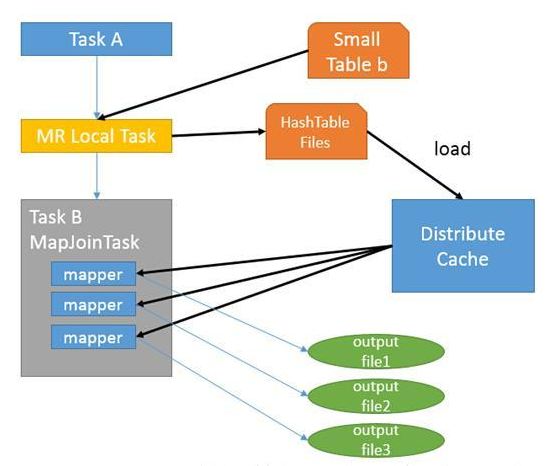 Task A
Small
Table b
MR Local Task
HashTable
Files
load
Task B
MapJoinTask
mapper
mapper
mapper
Distribute
Cache
output
file1
output
file2
output
file3